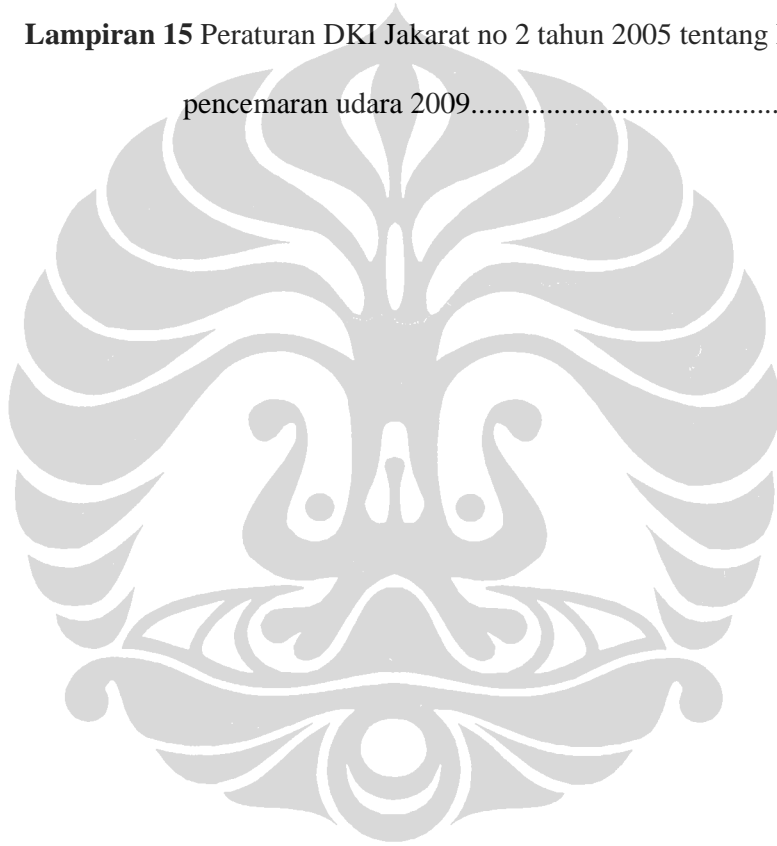 Lampiran 15 Peraturan DKI Jakarat no 2 tahun 2005 tentang
pencemaran udara 2009..........................................